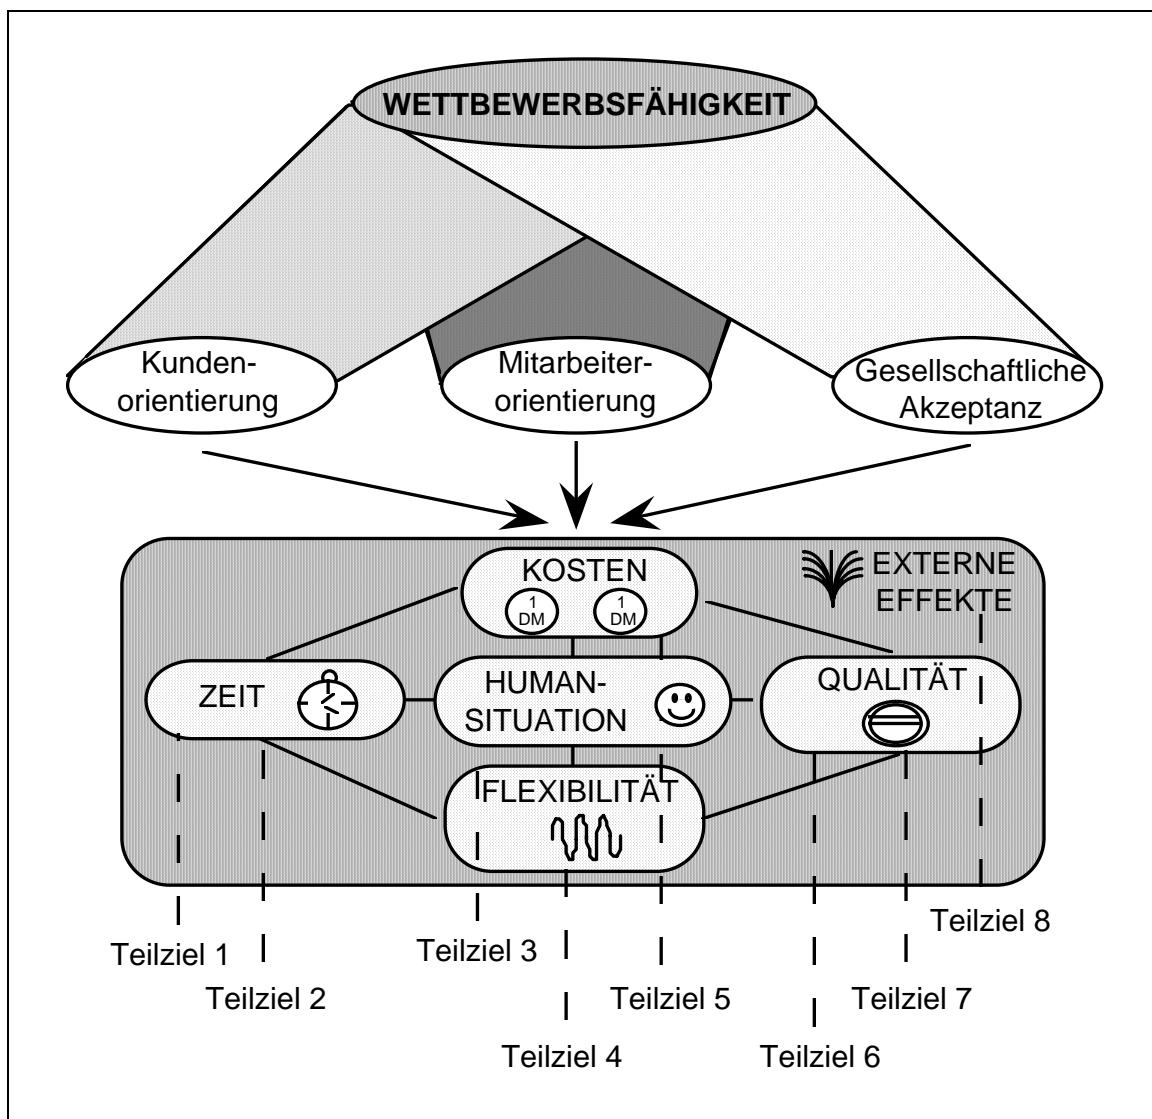 WETTBEWERBSFÄHIGKEIT
Kunden-
orientierung
Mitarbeiter-
orientierung
Gesellschaftliche
Akzeptanz
KOSTEN
1
DM
1
DM
EXTERNE
EFFEKTE
ZEIT
HUMAN-
SITUATION
QUALITÄT
FLEXIBILITÄT
Teilziel 1
Teilziel 2
Teilziel 3
Teilziel 4
Teilziel 5
Teilziel 6
Teilziel 7
Teilziel 8